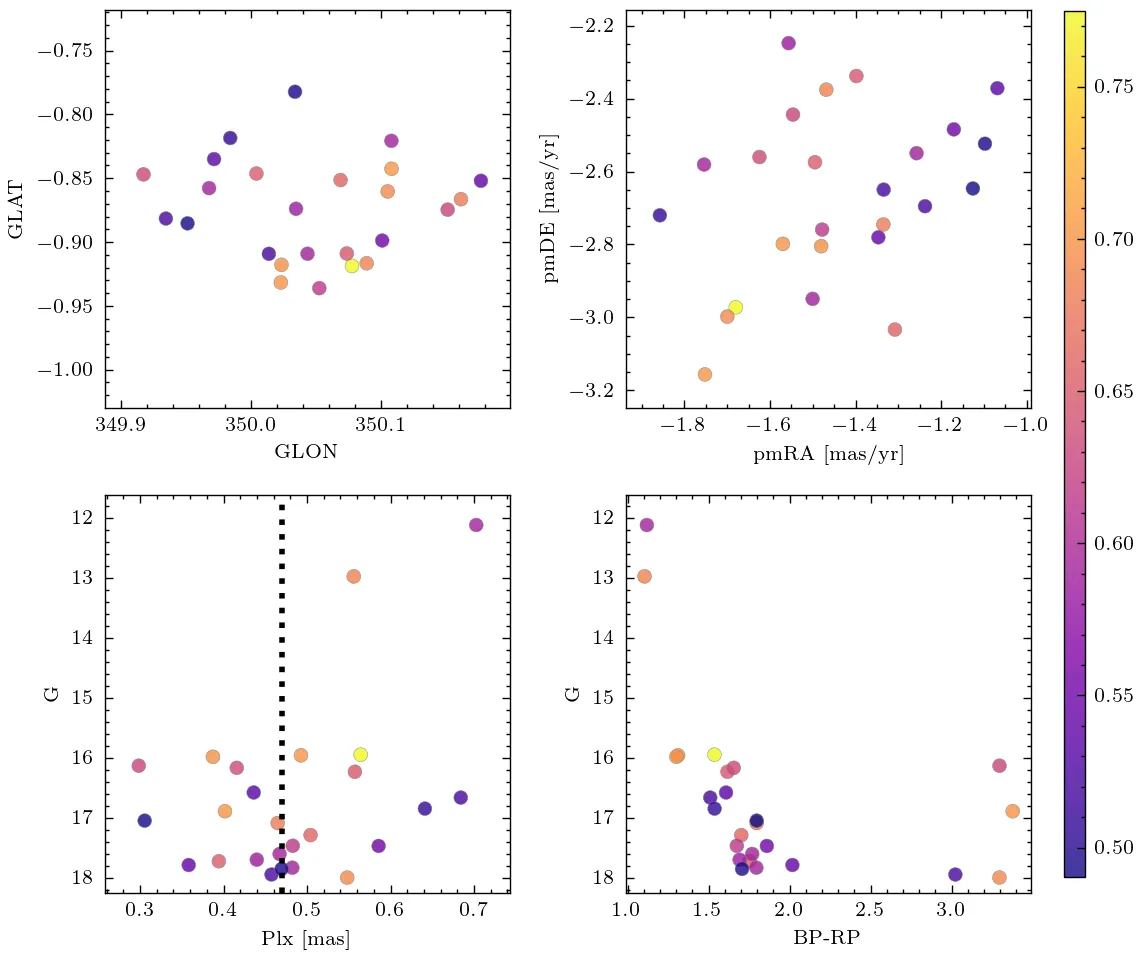 −0.75
−0.80
−0.85
−0.90
−0.95
−1.00
GLAT
349.9 350.0 350.1
GLON
−2.2
−2.4
−2.6
−2.8
−3.0
−3.2
pmDE [mas/yr]
−1.8 −1.6 −1.4 −1.2 −1.0
pmRA [mas/yr]
0.75
0.70
0.65
0.60
0.55
0.50
12
13
14
15
16
17
18
G
0.3 0.4 0.5 0.6 0.7
Plx [mas]
12
13
14
15
16
17
18
G
1.0 1.5 2.0 2.5 3.0
BP-RP